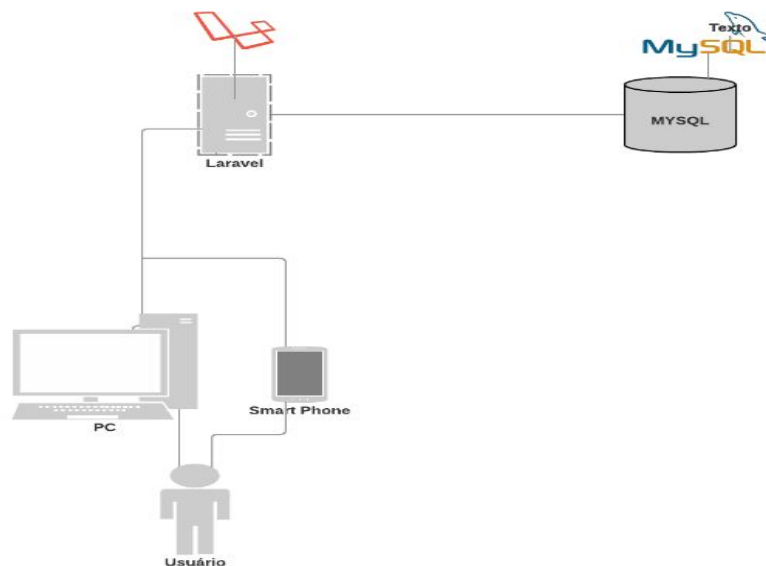 Texto
MySQL
MYSQL
Laravel
Smart Phone
PC
Usuário